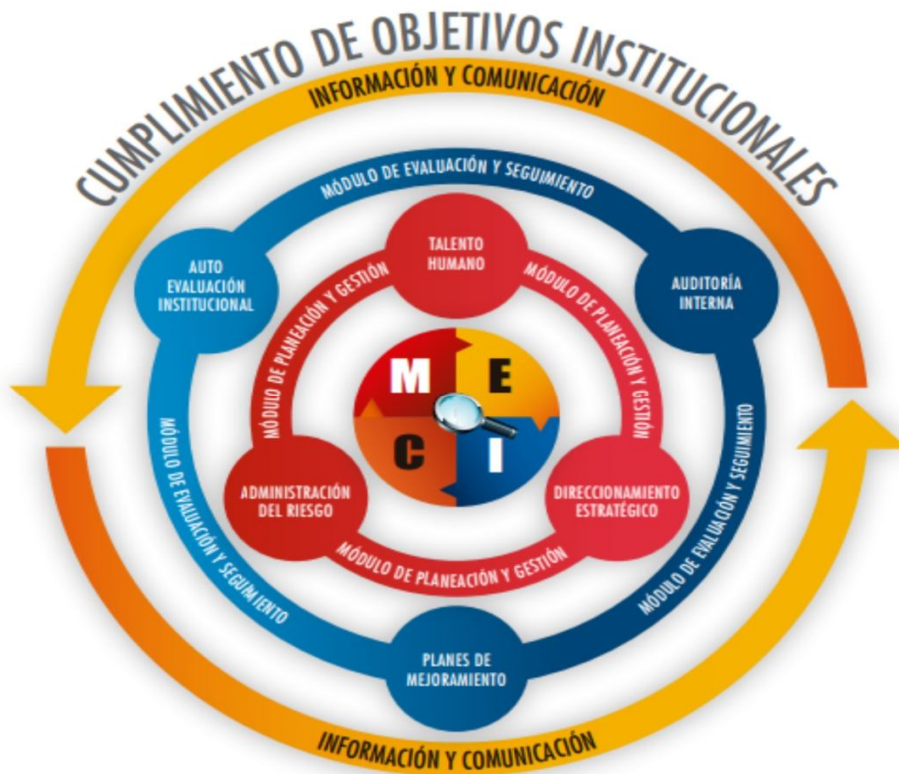 CUMPLIMIENTO DE OBJETIVOS INSTITUCIONALES
INFORMACIÓN Y COMUNICACIÓN
MÓDULO DE EVALUACIÓN Y SEGUIMIENTO
TALENTO
HUMANO
AUTO
EVALUACIÓN
INSTITUCIONAL
AUDITORÍA
INTERNA
MÓDULO DE PLANEACIÓN Y GESTIÓN
MÓDULO DE PLANEACIÓN Y GESTIÓN
M E
C I
ADMINISTRACIÓN
DEL RIESGO
DIRECCIONAMIENTO
ESTRATÉGICO
MÓDULO DE EVALUACIÓN Y SEGUIMIENTO
MÓDULO DE EVALUACIÓN Y SEGUIMIENTO
MÓDULO DE PLANEACIÓN Y GESTIÓN
PLANES DE
MEJORAMIENTO
INFORMACIÓN Y COMUNICACIÓN